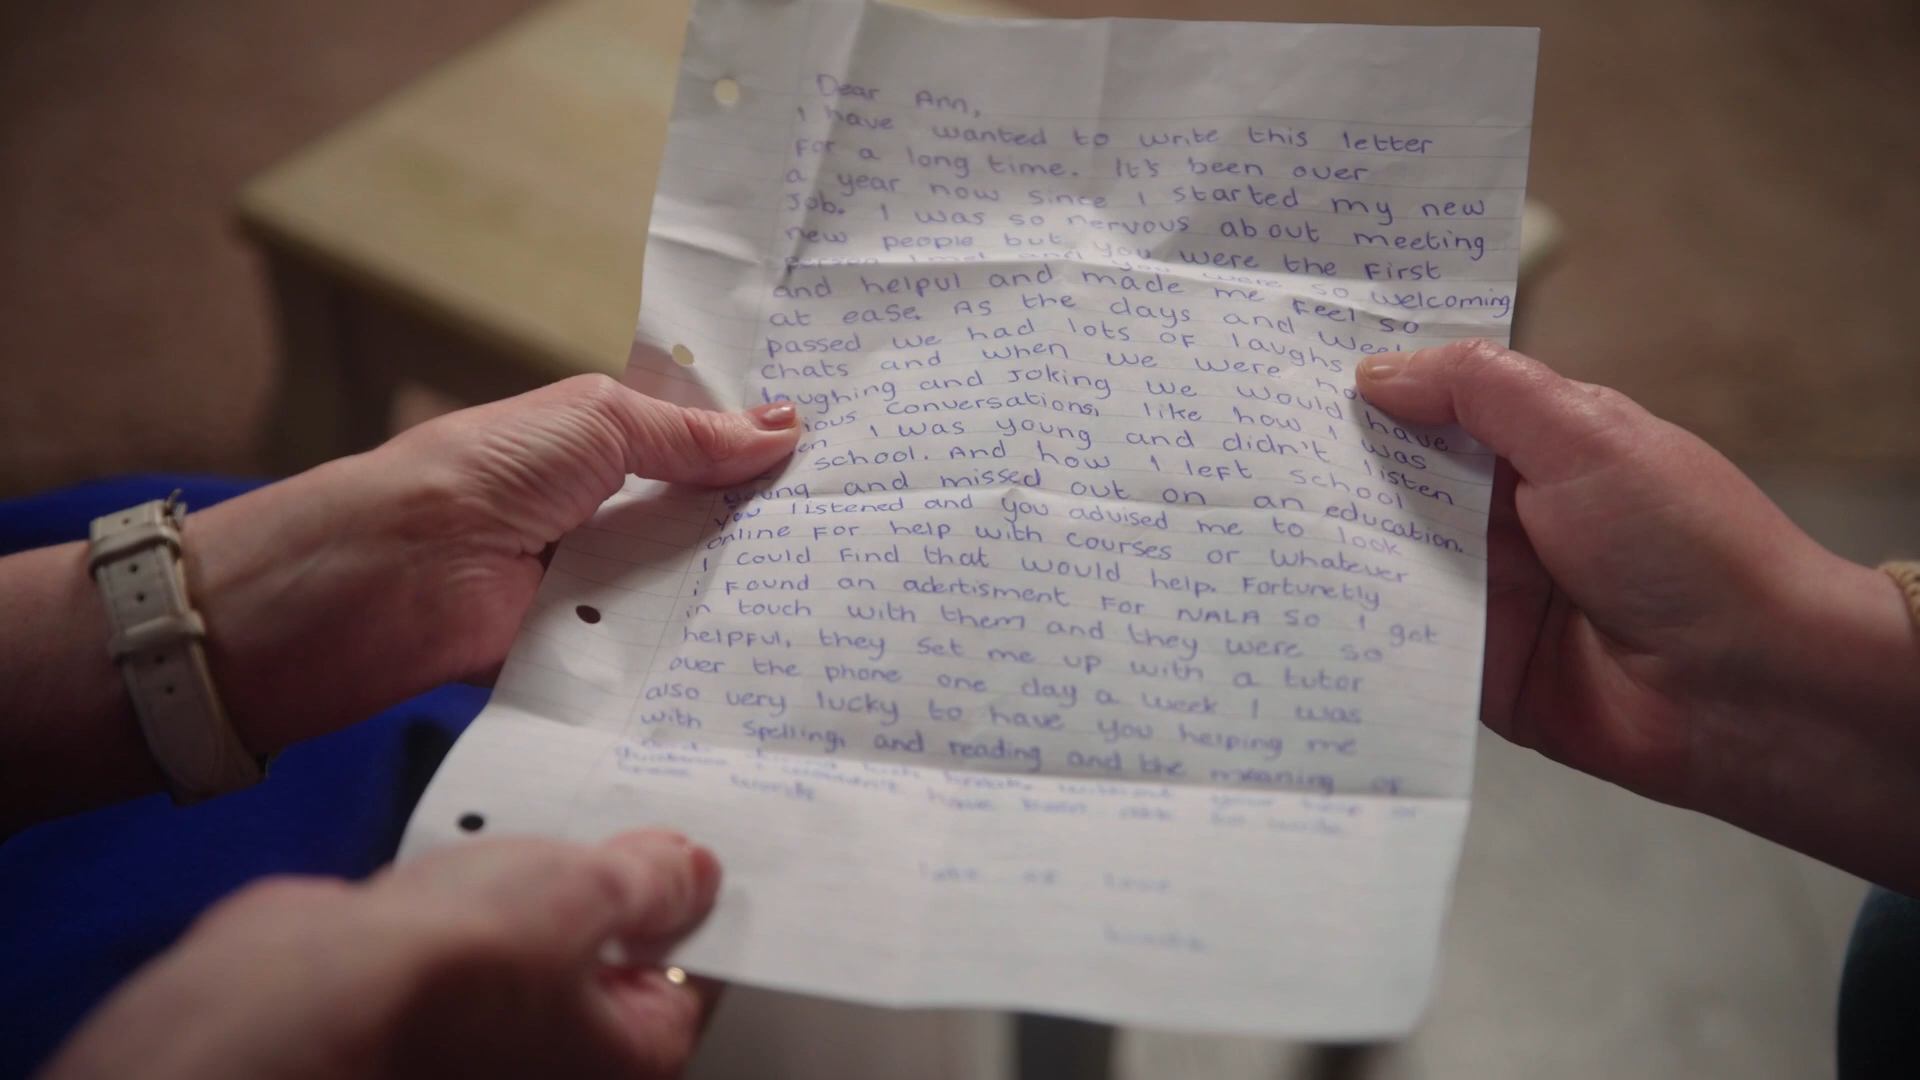 Dear Ann,
I have wanted to write this letter
For a long time. It's been over
a year now since I started my new
Job. I was so nervous about meeting
new people but you were the First
person I met and you were so welcoming
and helpul and made me Feel so
at ease. As the days and
passed we had lots of laughs
chats and when we were
laughing and Joking we would have
conversations, like how I was
I was young and didn't listen
school. And how I left school
young and missed out on an education.
you listened and you advised me to look
online For help with courses or whatever
I could Find that would help. Fortunetly
i Found an adertisment For NALA so I got
in touch with them and they were so
helpful, they set me up with a tutor
over the phone one day a week I was
also very lucky to have you helping me
with spelling, and reading and the meaning of